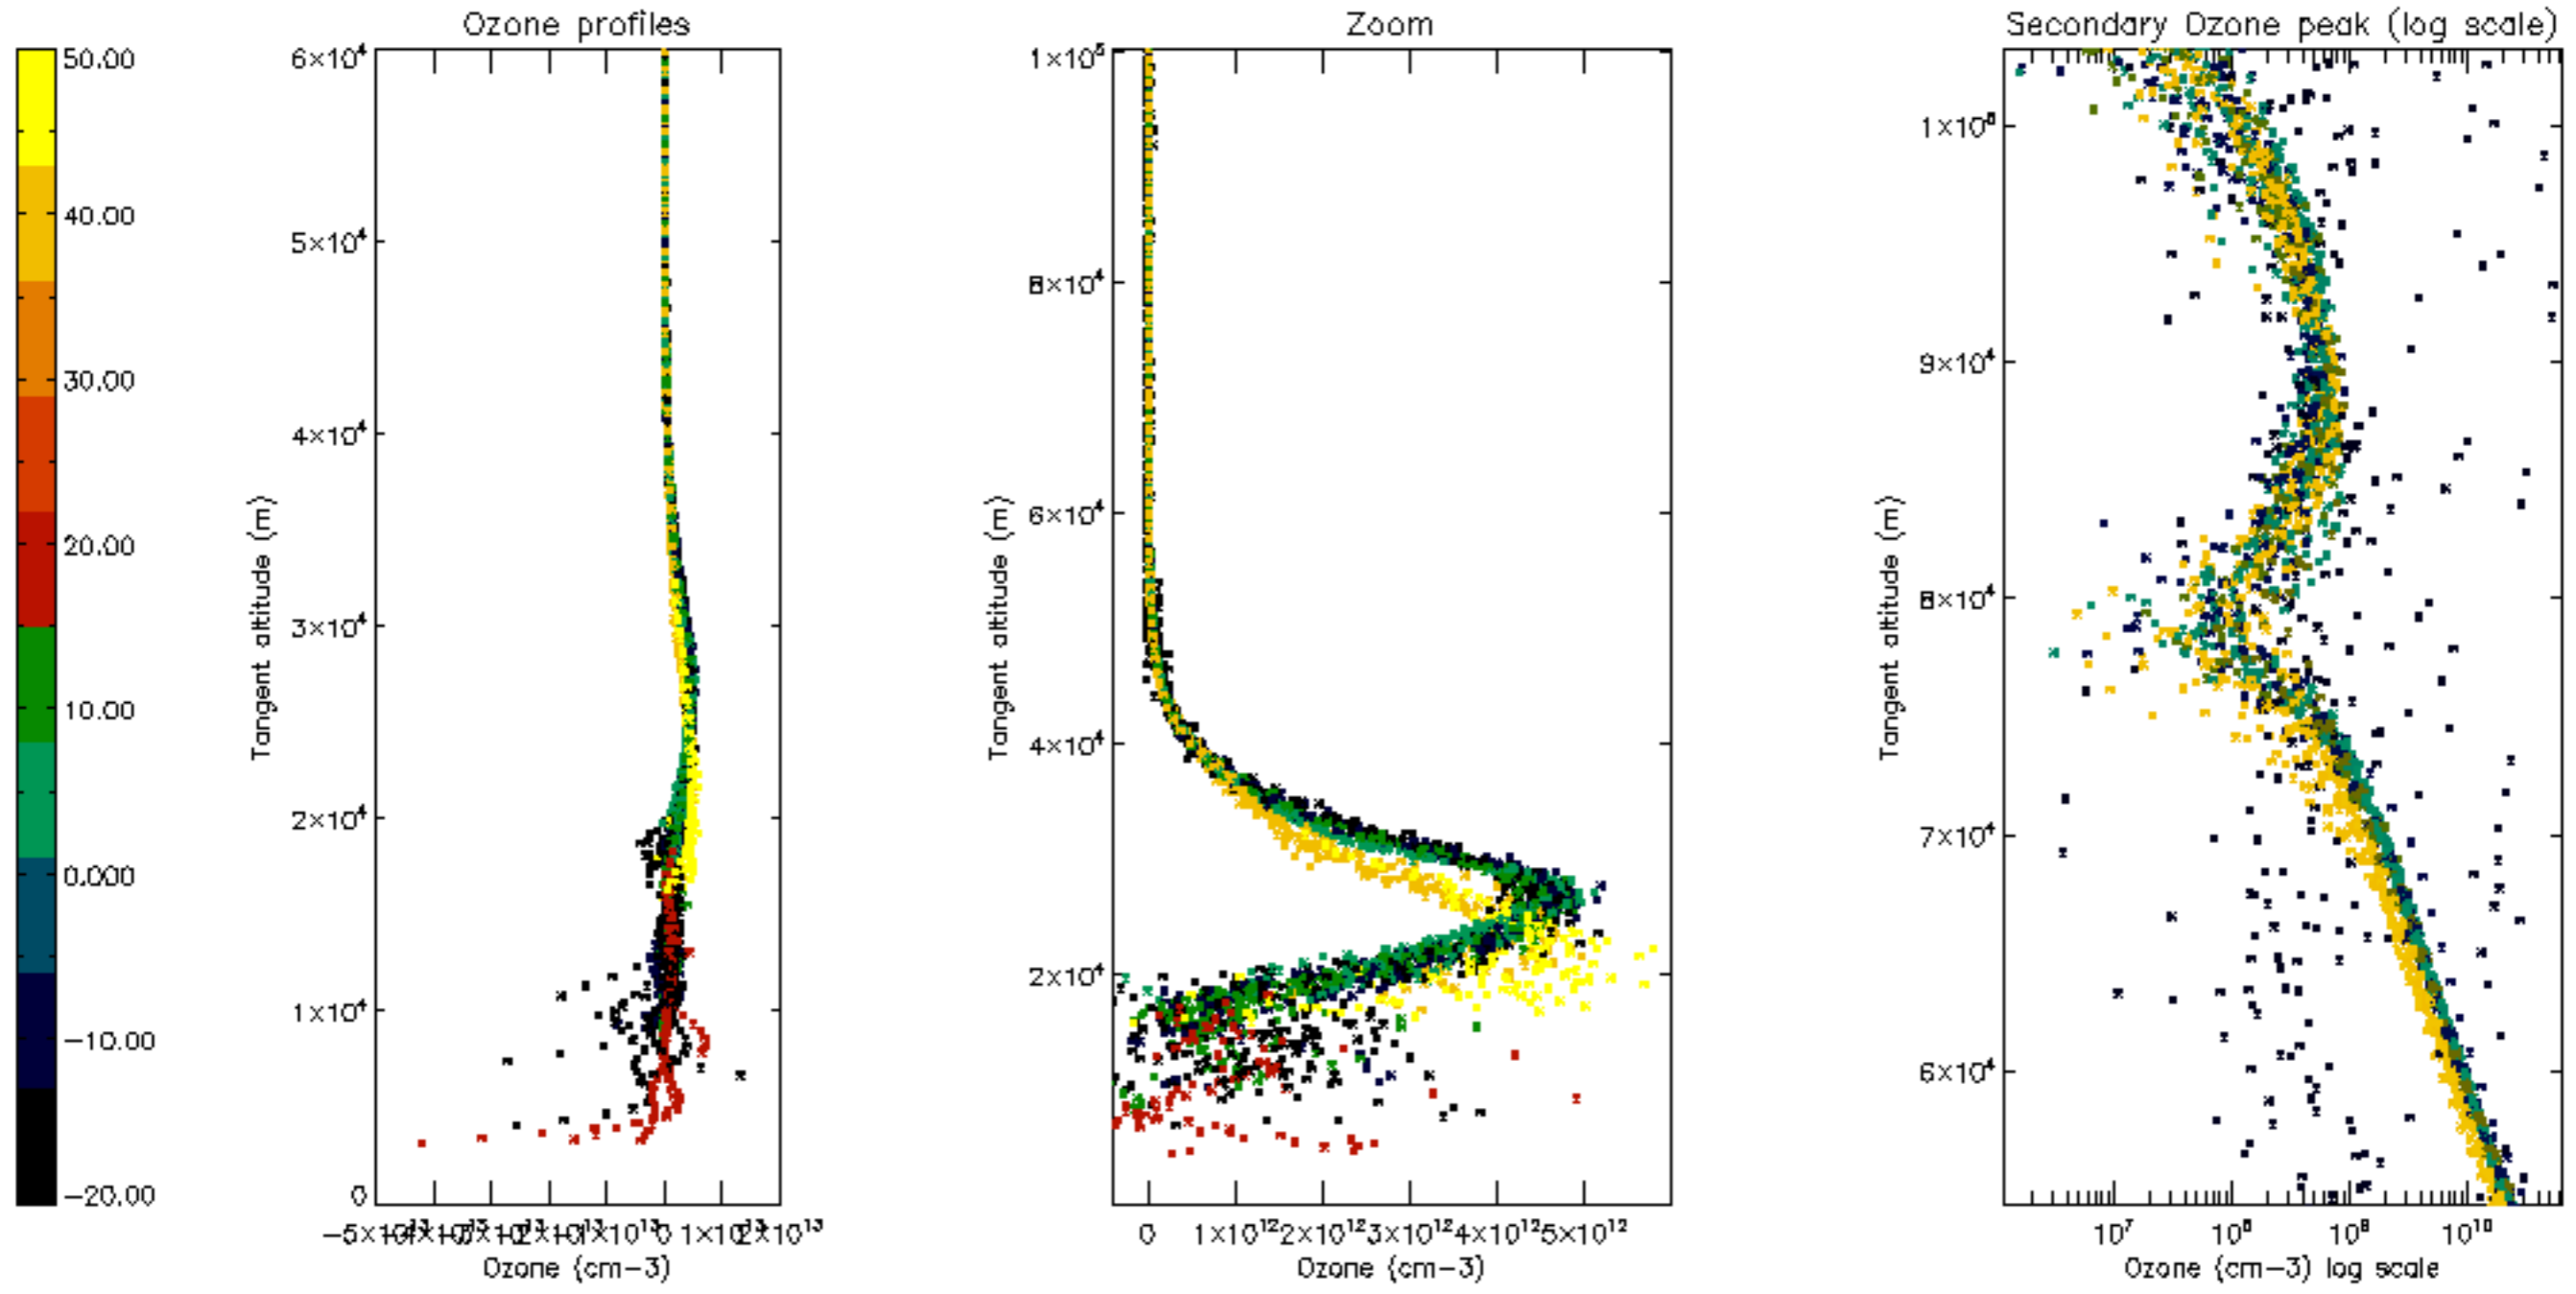 Ozone profiles
Zoom
Secondary Ozone peak (log scale)
50.00
40.00
30.00
20.00
10.00
−10.00
−20.00
6×10⁴
5×10⁴
4×10⁴
3×10⁴
2×10⁴
1×10⁴
0
Tangent altitude (m)
0 1×10¹³ 2×10¹³
Ozone (cm−3)
1×10⁵
8×10⁴
6×10⁴
4×10⁴
2×10⁴
Tangent altitude (m)
0 1×10¹² 2×10¹² 3×10¹² 4×10¹² 5×10¹²
Ozone (cm−3)
1×10⁵
9×10⁴
8×10⁴
7×10⁴
6×10⁴
Tangent altitude (m)
10⁷ 10⁸ 10⁹ 10¹⁰
Ozone (cm−3) log scale